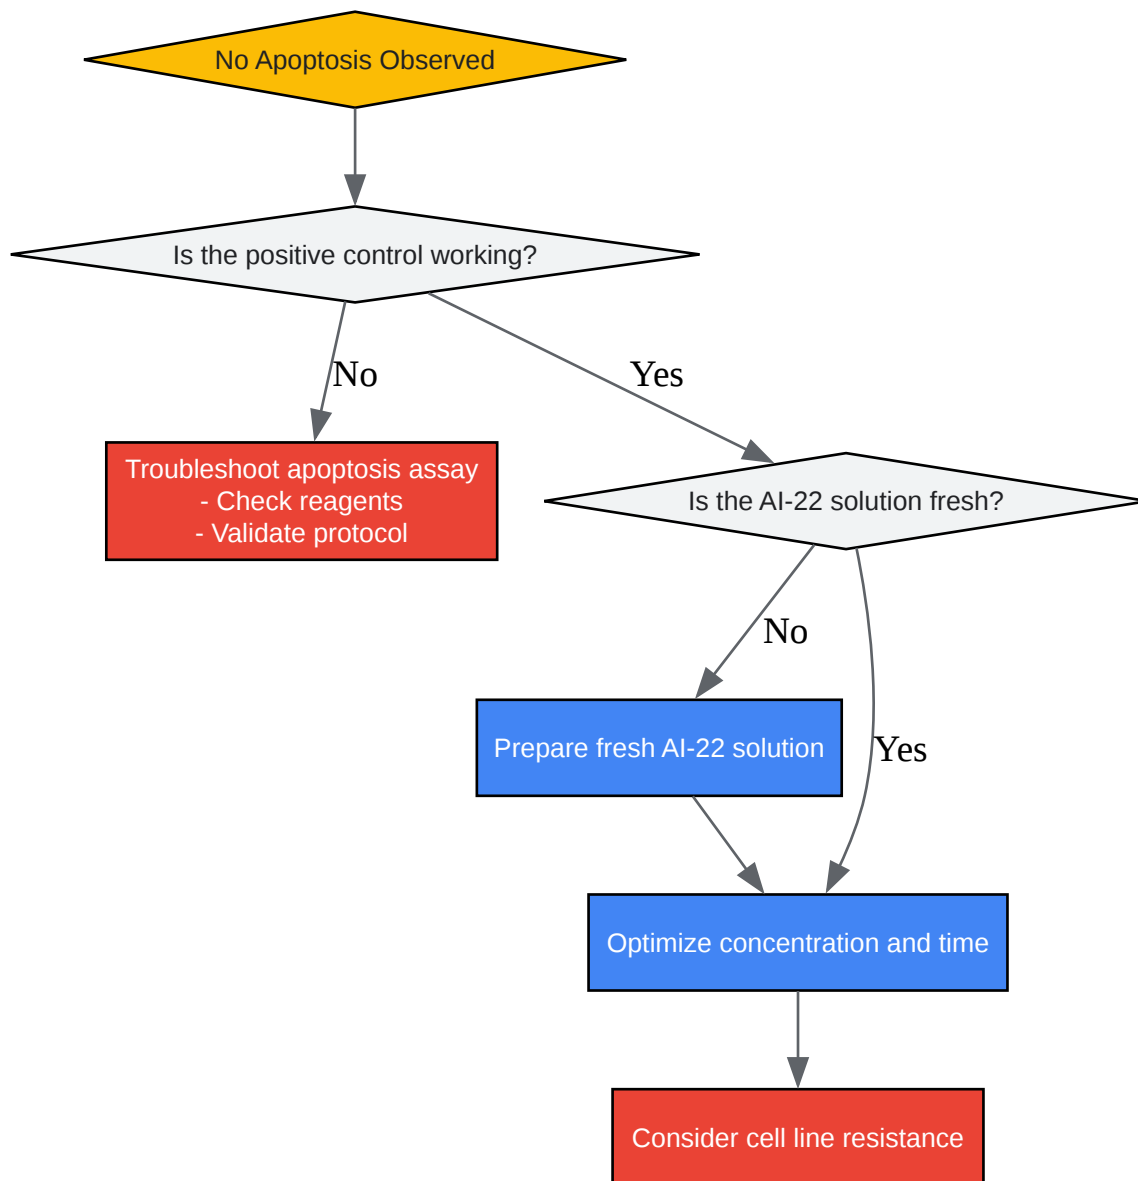 No Apoptosis Observed
Is the positive control working?
No
Yes
Troubleshoot apoptosis assay
- Check reagents
- Validate protocol
Is the AI-22 solution fresh?
No
Prepare fresh AI-22 solution
Yes
Optimize concentration and time
Consider cell line resistance